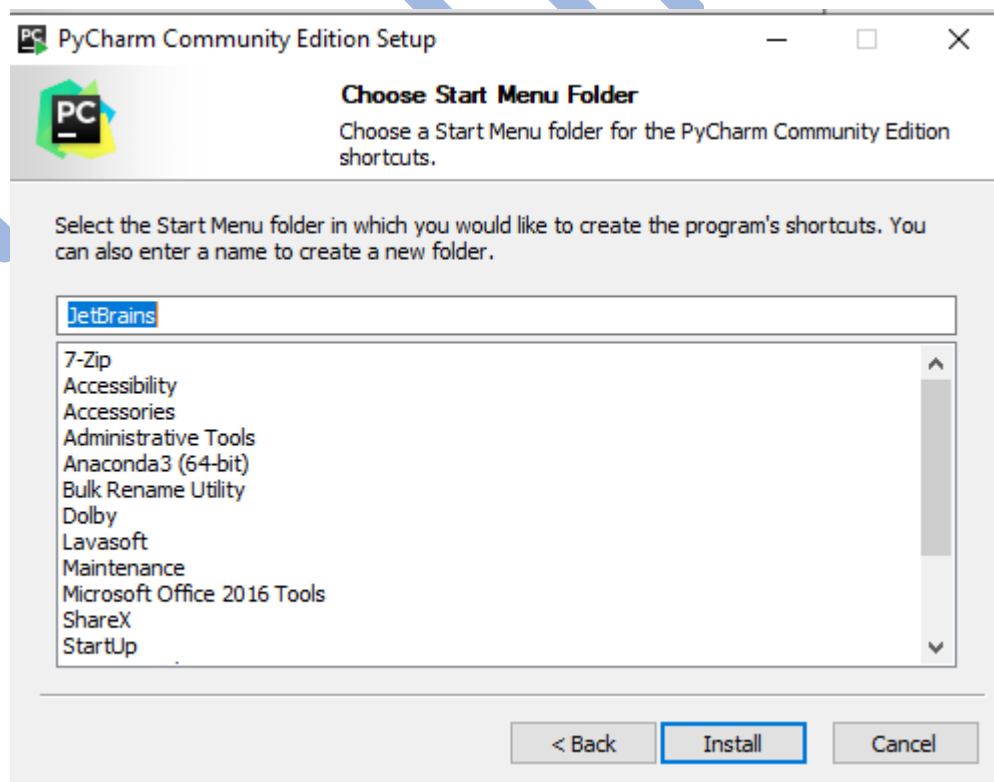 PC PyCharm Community Edition Setup
PC
Choose Start Menu Folder
Choose a Start Menu folder for the PyCharm Community Edition
shortcuts.
Select the Start Menu folder in which you would like to create the program's shortcuts. You
can also enter a name to create a new folder.
JetBrains
7-Zip
Accessibility
Accessories
Administrative Tools
Anaconda3 (64-bit)
Bulk Rename Utility
Dolby
Lavasoft
Maintenance
Microsoft Office 2016 Tools
ShareX
StartUp
< Back Install Cancel